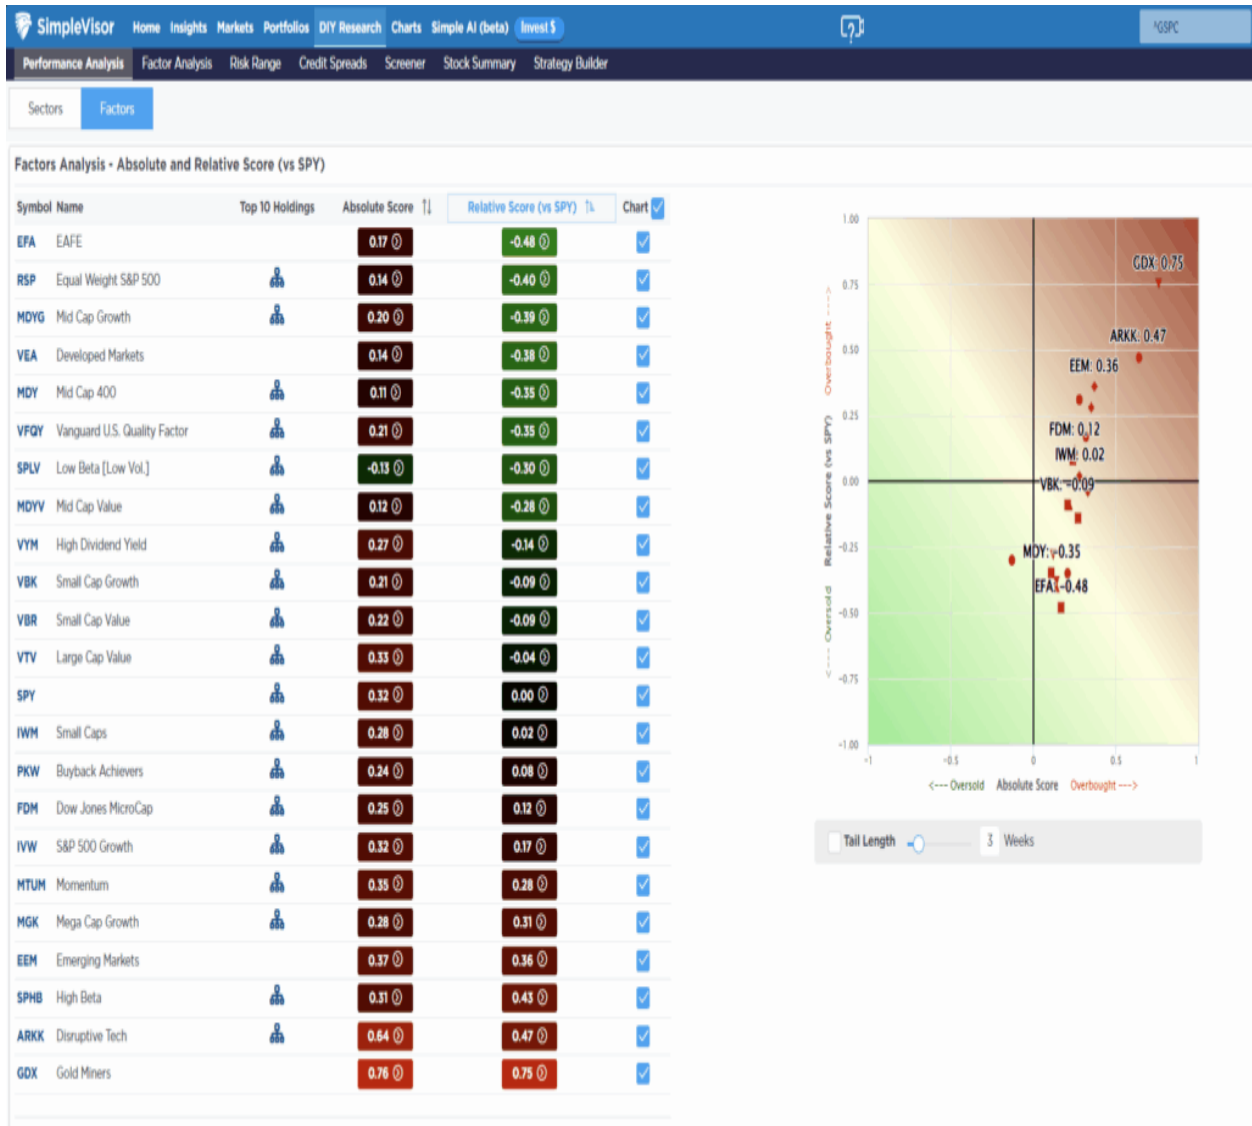 SimpleVisor Home Insights Markets Portfolios DIY Research Charts Simple AI (beta) Invest $ ^GSPC
Performance Analysis Factor Analysis Risk Range Credit Spreads Screener Stock Summary Strategy Builder
Sectors Factors
Factors Analysis - Absolute and Relative Score (vs SPY)
Symbol Name Top 10 Holdings Absolute Score Relative Score (vs SPY) Chart
EFA EAFE 0.17 -0.48
RSP Equal Weight S&P 500 0.14 -0.40
MDYG Mid Cap Growth 0.20 -0.39
VEA Developed Markets 0.14 -0.38
MDY Mid Cap 400 0.11 -0.35
VFQY Vanguard U.S. Quality Factor 0.21 -0.35
SPLV Low Beta [Low Vol.] -0.13 -0.30
MDYV Mid Cap Value 0.12 -0.28
VYM High Dividend Yield 0.27 -0.14
VBK Small Cap Growth 0.21 -0.09
VBR Small Cap Value 0.22 -0.09
VTV Large Cap Value 0.33 -0.04
SPY 0.32 0.00
IWM Small Caps 0.28 0.02
PKW Buyback Achievers 0.24 0.08
FDM Dow Jones MicroCap 0.25 0.12
IVW S&P 500 Growth 0.32 0.17
MTUM Momentum 0.35 0.28
MGK Mega Cap Growth 0.28 0.31
EEM Emerging Markets 0.37 0.36
SPHB High Beta 0.31 0.43
ARKK Disruptive Tech 0.64 0.47
GDX Gold Miners 0.76 0.75
1.00
0.75
0.50
0.25
0.00
-0.25
-0.50
-0.75
-1.00
<--- Oversold Relative Score (vs SPY) Overbought --->
GDX: 0.75
ARKK: 0.47
EEM: 0.36
FDM: 0.12
IWM: 0.02
VBK: -0.09
MDY: -0.35
EFA: -0.48
-1 -0.5 0 0.5 1
<--- Oversold Absolute Score Overbought --->
Tail Length 3 Weeks